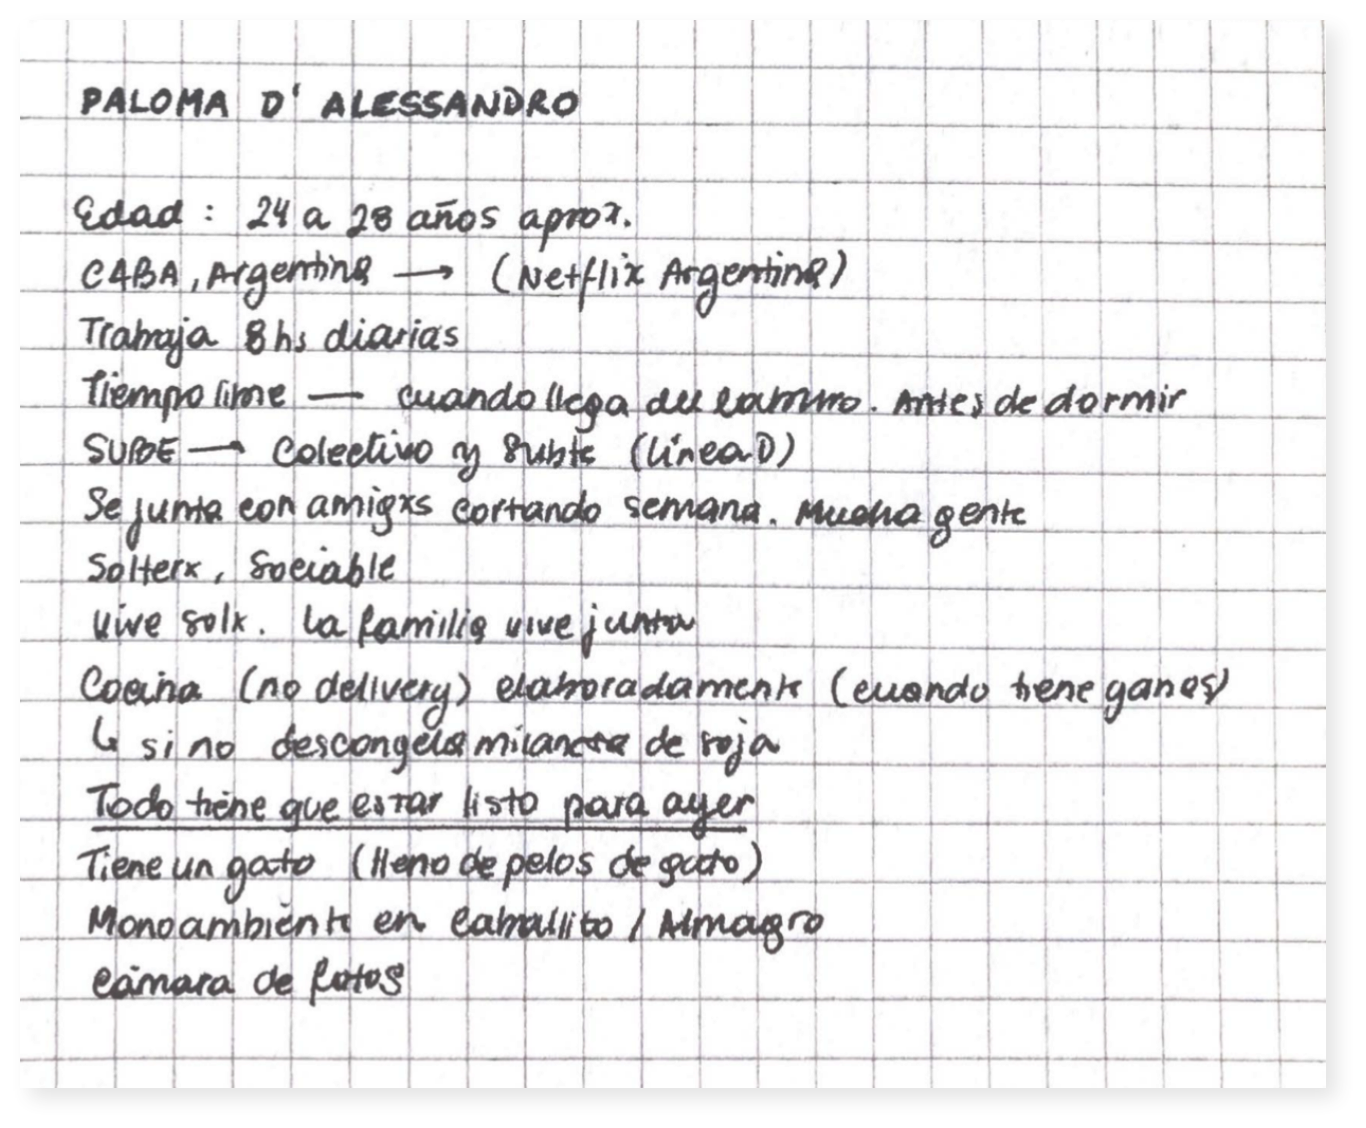 PALOMA D' ALESSANDRO
Edad : 24 a 28 años aprox.
CABA, Argentina → (Netflix Argentina)
Trabaja 8 hs diarias
Tiempo libre — cuando llega del laburo. Antes de dormir
SUBE → Colectivo y Subte (línea D)
Se junta con amigxs cortando semana. Mucha gente
Solterx, Sociable
Vive solx. La familia vive junta
Cocina (no delivery) elaboradamente (cuando tiene ganas)
↳ si no descongela milanesa de soja
Todo tiene que estar listo para ayer
Tiene un gato (lleno de pelos de gato)
Monoambiente en Caballito / Almagro
Cámara de fotos